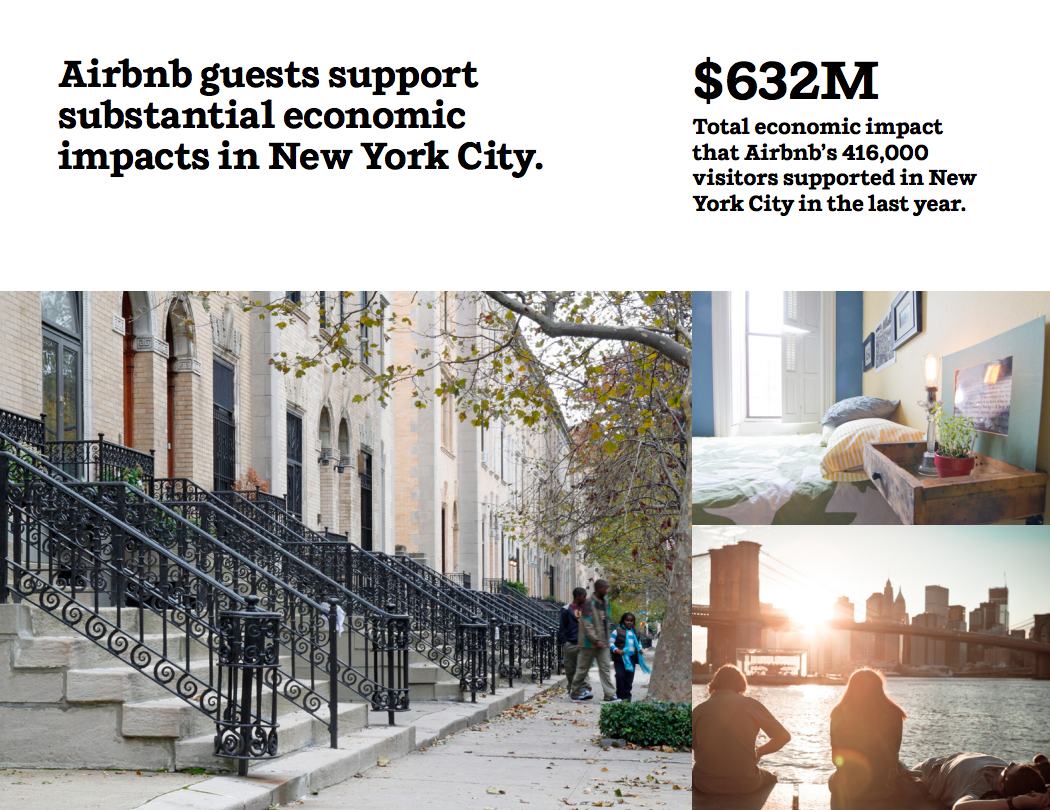 Airbnb guests support
substantial economic
impacts in New York City.
$632M
Total economic impact
that Airbnb’s 416,000
visitors supported in New
York City in the last year.